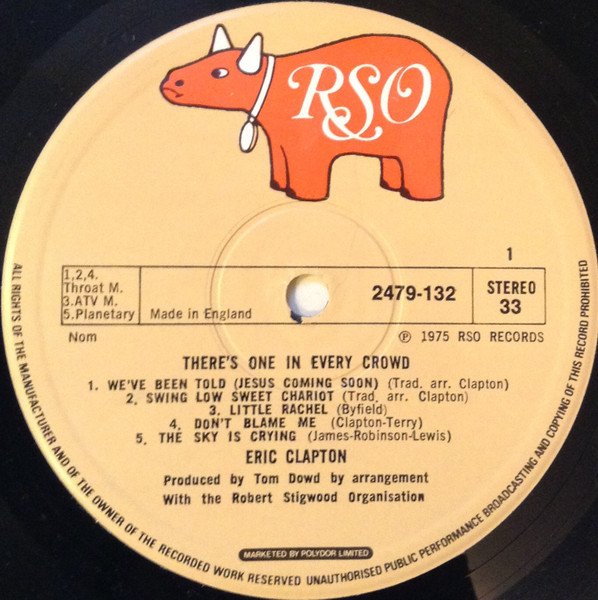 RSO
1
1,2,4.
Throat M.
3.ATV M.
5.Planetary
Made in England
2479-132
STEREO
33
Nom
℗ 1975 RSO RECORDS
THERE'S ONE IN EVERY CROWD
1. WE'VE BEEN TOLD (JESUS COMING SOON) (Trad. arr. Clapton)
2, SWING LOW SWEET CHARIOT (Trad, arr. Clapton)
3. LITTLE RACHEL (Byfield)
4. DON'T BLAME ME (Clapton-Terry)
5. THE SKY IS CRYING (James-Robinson-Lewis)
ERIC CLAPTON
Produced by Tom Dowd by arrangement
With the Robert Stigwood Organisation
MARKETED BY POLYDOR LIMITED
ALL RIGHTS OF THE MANUFACTURER AND OF THE OWNER OF THE RECORDED WORK RESERVED UNAUTHORISED PUBLIC PERFORMANCE BROADCASTING AND COPYING OF THIS RECORD PROHIBITED